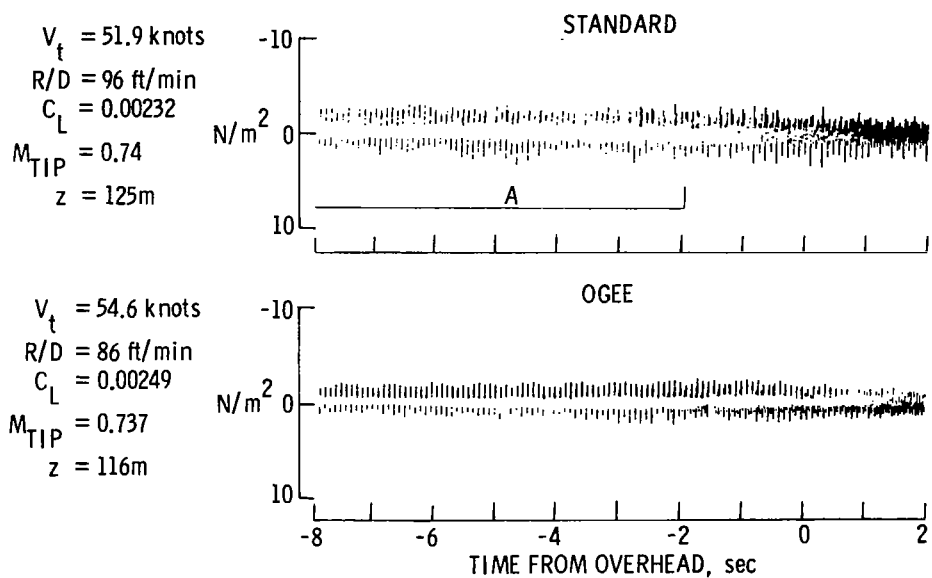 STANDARD
V_t = 51.9 knots
R/D = 96 ft/min
C_L = 0.00232
M_TIP = 0.74
z = 125m
-10
N/m² 0
10
A
OGEE
V_t = 54.6 knots
R/D = 86 ft/min
C_L = 0.00249
M_TIP = 0.737
z = 116m
-10
N/m² 0
10
-8 -6 -4 -2 0 2
TIME FROM OVERHEAD, sec